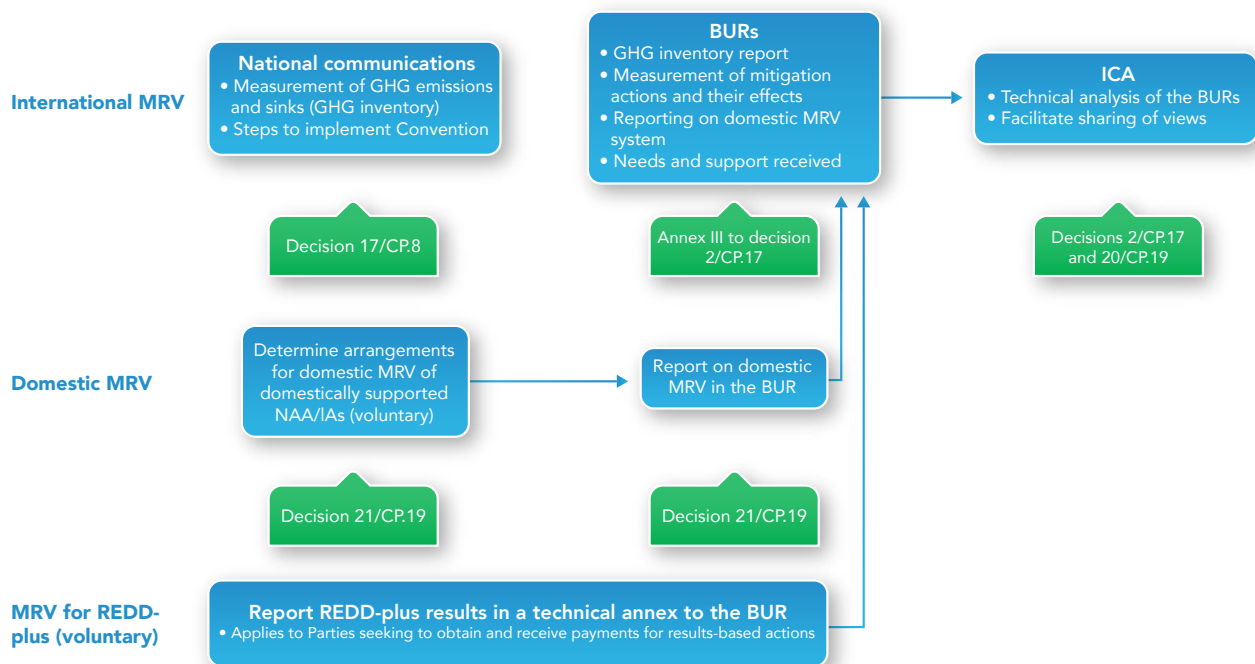 International MRV
National communications
• Measurement of GHG emissions
and sinks (GHG inventory)
• Steps to implement Convention
BURs
• GHG inventory report
• Measurement of mitigation
actions and their effects
• Reporting on domestic MRV
system
• Needs and support received
ICA
• Technical analysis of the BURs
• Facilitate sharing of views
Decision 17/CP.8
Annex III to decision
2/CP.17
Decisions 2/CP.17
and 20/CP.19
Domestic MRV
Determine arrangements
for domestic MRV of
domestically supported
NAA/lAs (voluntary)
Report on domestic
MRV in the BUR
Decision 21/CP.19
Decision 21/CP.19
MRV for REDD-
plus (voluntary)
Report REDD-plus results in a technical annex to the BUR
• Applies to Parties seeking to obtain and receive payments for results-based actions